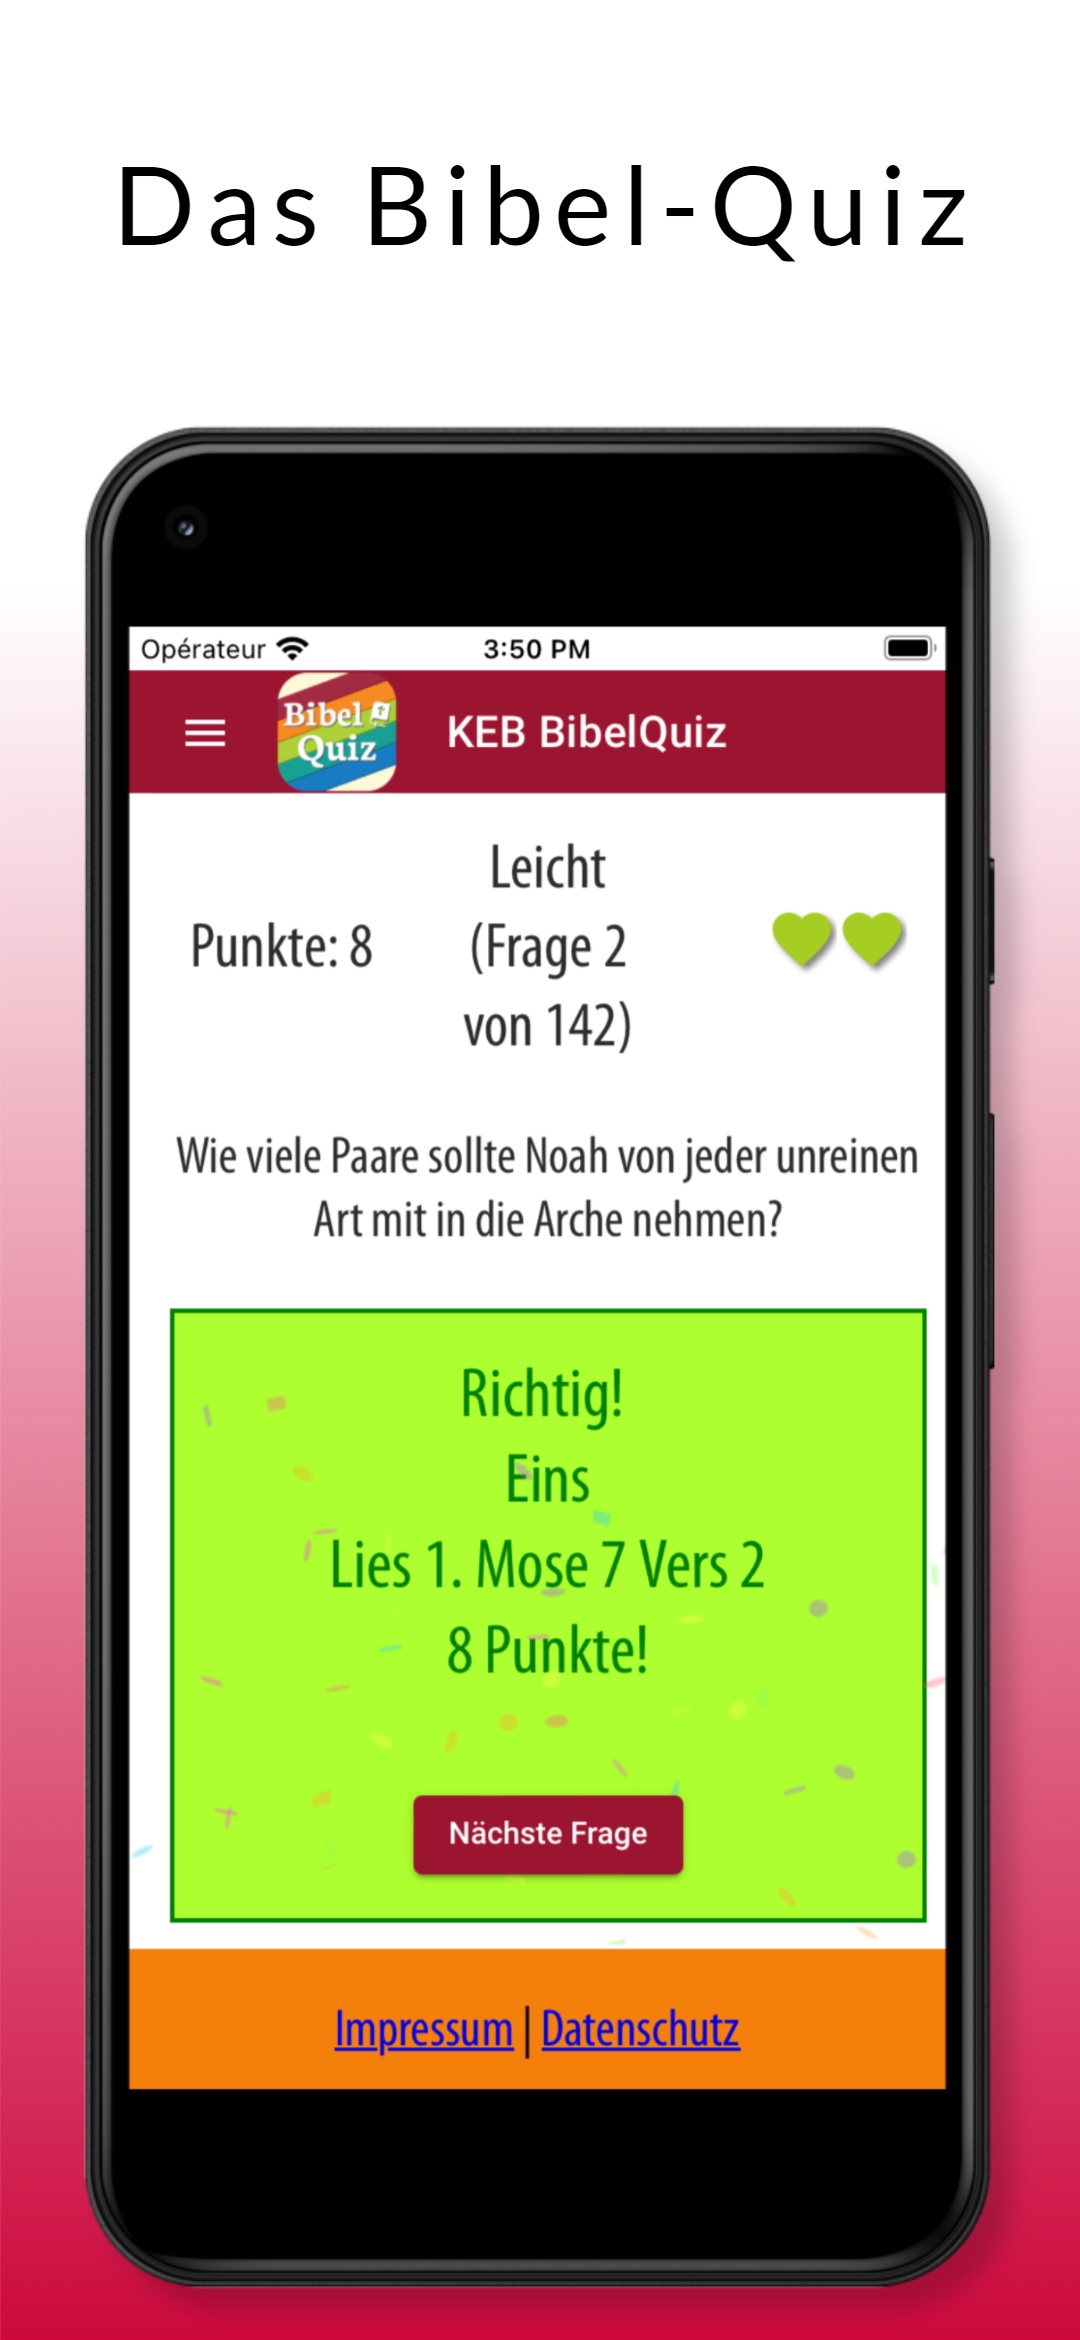 Das Bibel-Quiz
Opérateur 3:50 PM
Bibel
Quiz
KEB BibelQuiz
Leicht
Punkte: 8
(Frage 2
von 142)
Wie viele Paare sollte Noah von jeder unreinen
Art mit in die Arche nehmen?
Richtig!
Eins
Lies 1. Mose 7 Vers 2
8 Punkte!
Nächste Frage
Impressum | Datenschutz